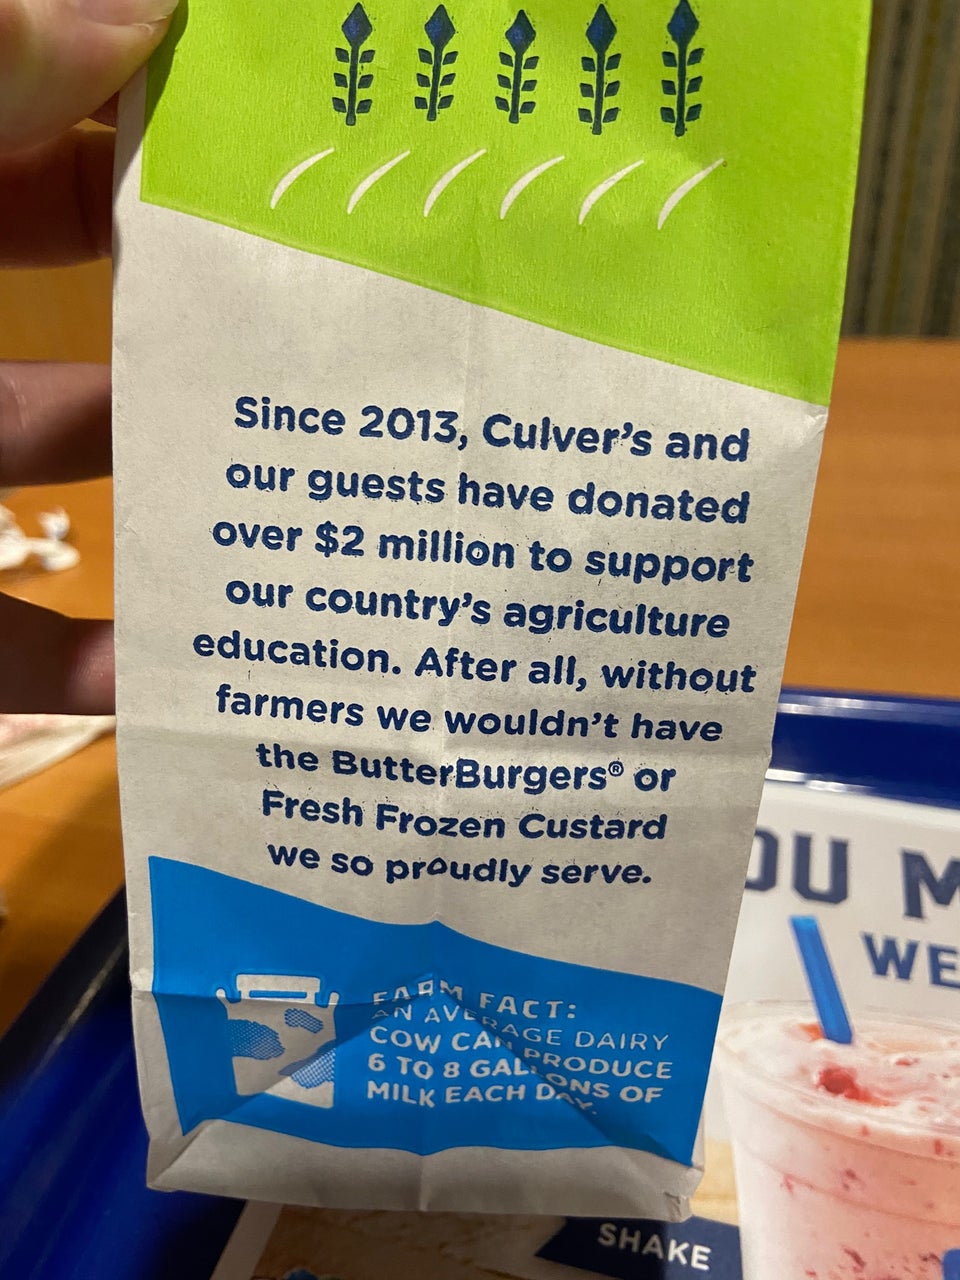 Since 2013, Culver's and
our guests have donated
over $2 million to support
our country's agriculture
education. After all, without
farmers we wouldn't have
the ButterBurgers® or
Fresh Frozen Custard
we so proudly serve.
FARM FACT:
AN AVERAGE DAIRY
COW CAN PRODUCE
6 TO 8 GALLONS OF
MILK EACH DAY.
OU M
WE
SHAKE